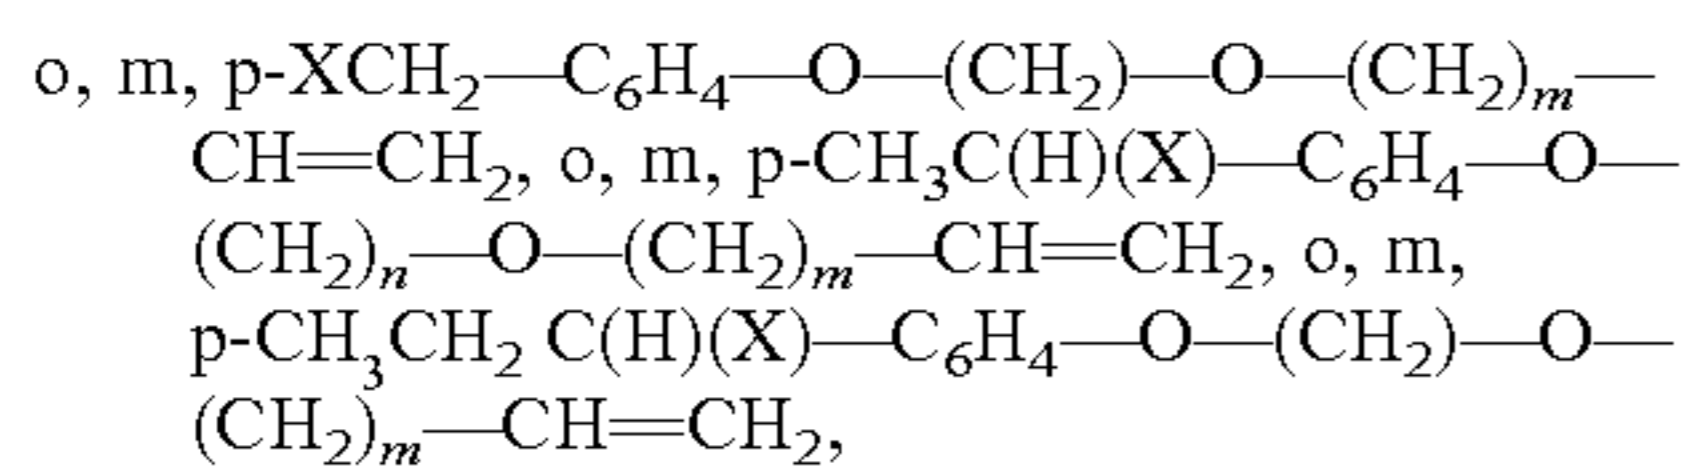 o, m, p-XCH₂—C₆H₄—O—(CH₂)—O—(CH₂)ₘ—
CH=CH₂, o, m, p-CH₃C(H)(X)—C₆H₄—O—
(CH₂)ₙ—O—(CH₂)ₘ—CH=CH₂, o, m,
p-CH₃CH₂ C(H)(X)—C₆H₄—O—(CH₂)—O—
(CH₂)ₘ—CH=CH₂,